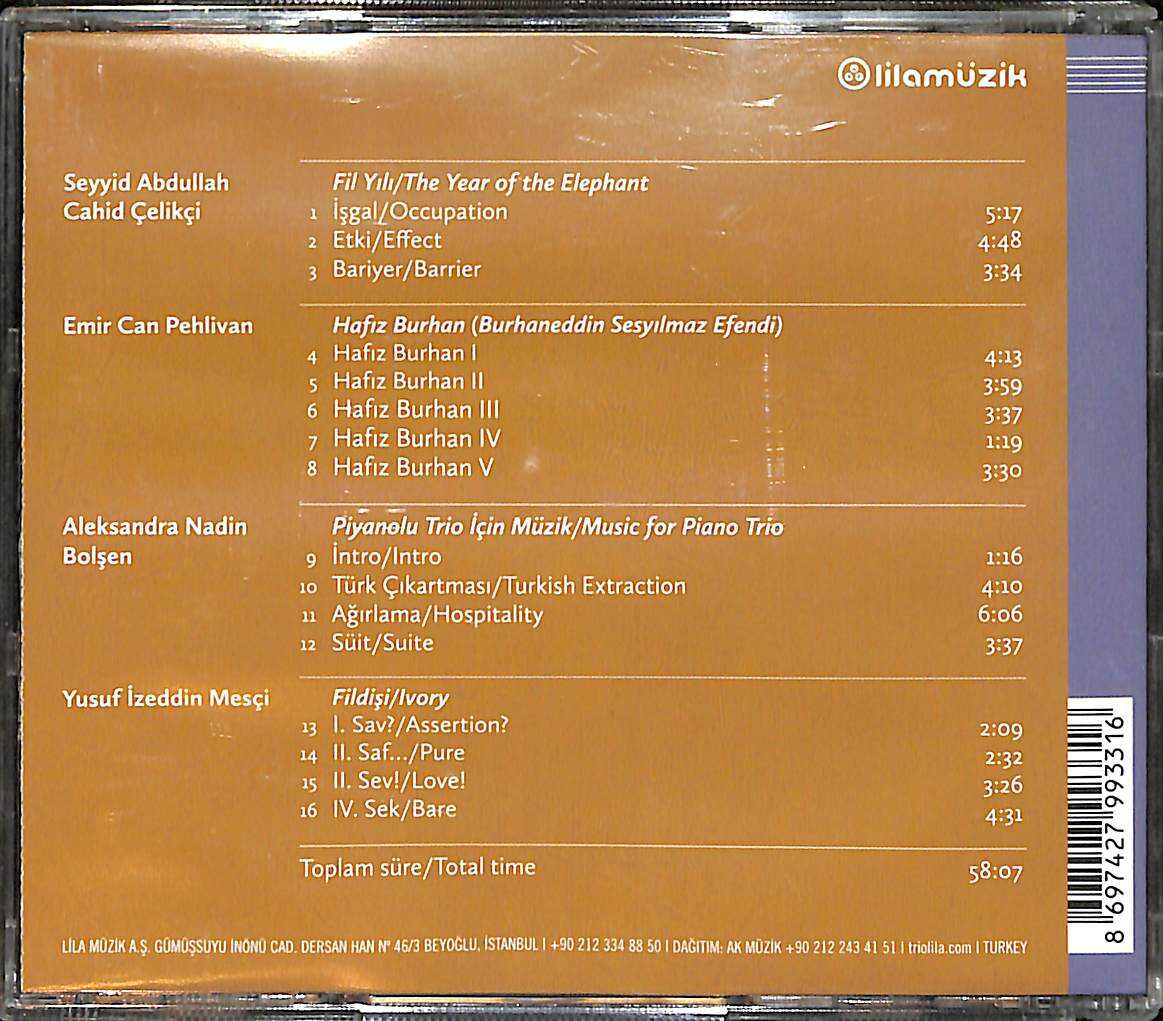 lilamüzik
Seyyid Abdullah Cahid Çelikçi
Fil Yılı/The Year of the Elephant
1 İşgal/Occupation 5:17
2 Etki/Effect 4:48
3 Bariyer/Barrier 3:34
Emir Can Pehlivan
Hafız Burhan (Burhaneddin Sesyılmaz Efendi)
4 Hafız Burhan I 4:13
5 Hafız Burhan II 3:59
6 Hafız Burhan III 3:37
7 Hafız Burhan IV 1:19
8 Hafız Burhan V 3:30
Aleksandra Nadin Bolşen
Piyanolu Trio İçin Müzik/Music for Piano Trio
9 İntro/Intro 1:16
10 Türk Çıkartması/Turkish Extraction 4:10
11 Ağırlama/Hospitality 6:06
12 Süit/Suite 3:37
Yusuf İzeddin Mesçi
Fildişi/Ivory
13 I. Sav?/Assertion? 2:09
14 II. Saf.../Pure 2:32
15 II. Sev!/Love! 3:26
16 IV. Sek/Bare 4:31
Toplam süre/Total time 58:07
LİLA MÜZİK A.Ş. GÜMÜŞSUYU İNÖNÜ CAD. DERSAN HAN Nº 46/3 BEYOĞLU, İSTANBUL I +90 212 334 88 50 I DAĞITIM: AK MÜZİK +90 212 243 41 51 I triolila.com I TURKEY
8 697427 993316